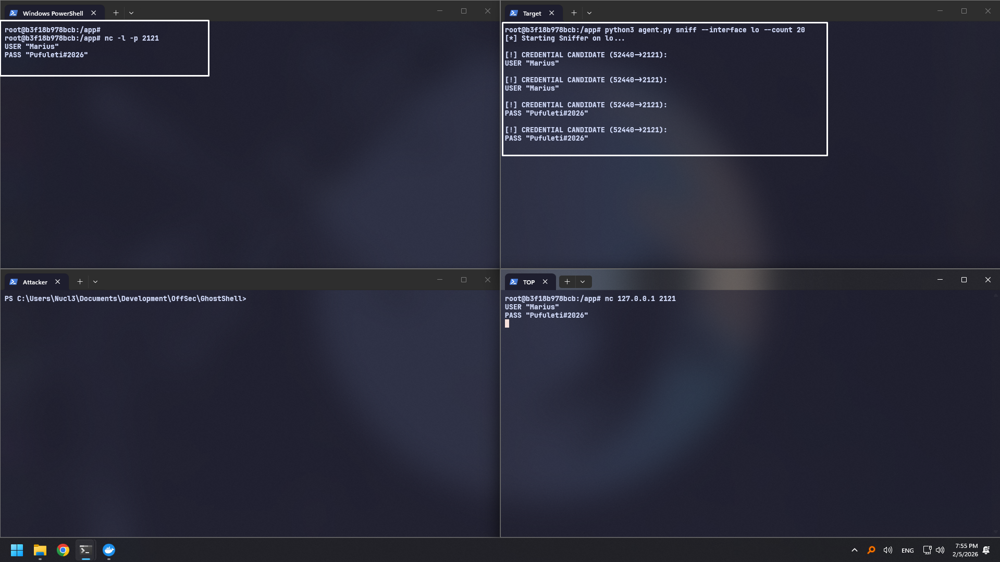 Windows PowerShell
root@b3f18b978bcb:/app#
root@b3f18b978bcb:/app# nc -l -p 2121
USER "Marius"
PASS "Pufuleti#2026"
Target
root@b3f18b978bcb:/app# python3 agent.py sniff --interface lo --count 20
[*] Starting Sniffer on lo...
[!] CREDENTIAL CANDIDATE (52440->2121):
USER "Marius"
[!] CREDENTIAL CANDIDATE (52440->2121):
USER "Marius"
[!] CREDENTIAL CANDIDATE (52440->2121):
PASS "Pufuleti#2026"
[!] CREDENTIAL CANDIDATE (52440->2121):
PASS "Pufuleti#2026"
Attacker
PS C:\Users\Nucl3\Documents\Development\OffSec\GhostShell>
TOP
root@b3f18b978bcb:/app# nc 127.0.0.1 2121
USER "Marius"
PASS "Pufuleti#2026"
ENG
7:55 PM
2/5/2026